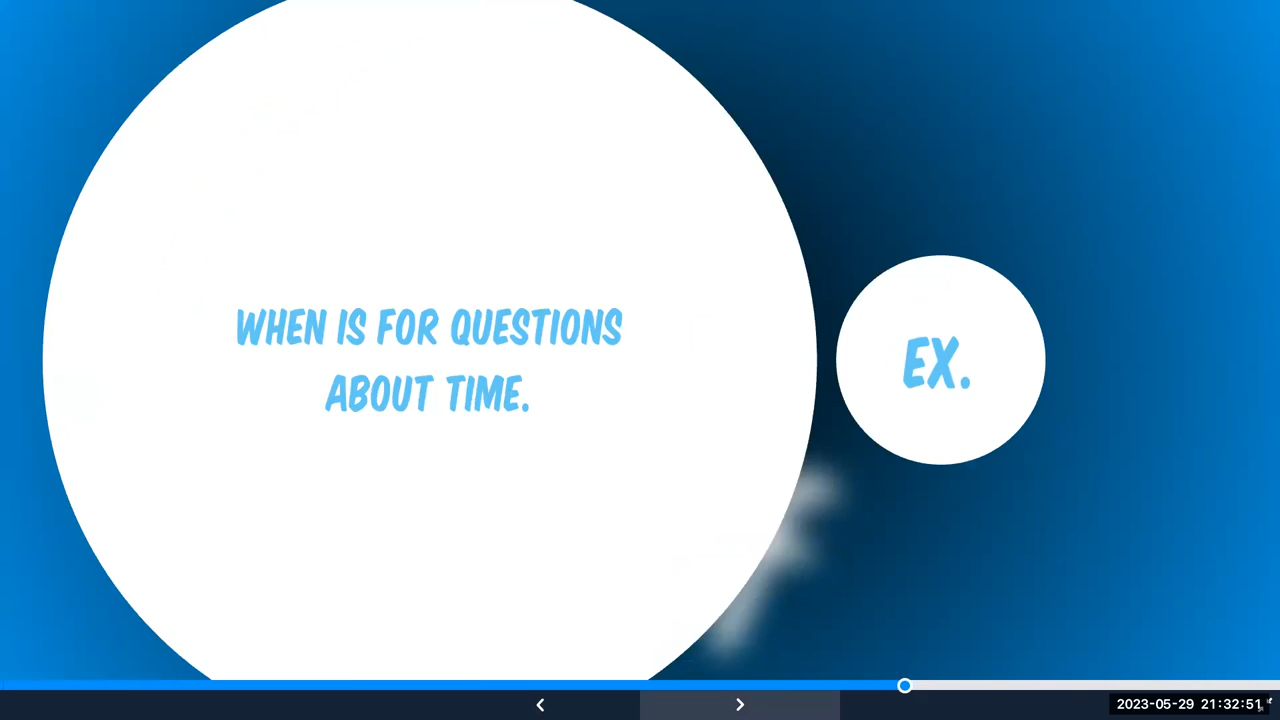 WHEN IS FOR QUESTIONS
ABOUT TIME.
EX.
2023-05-29 21:32:51